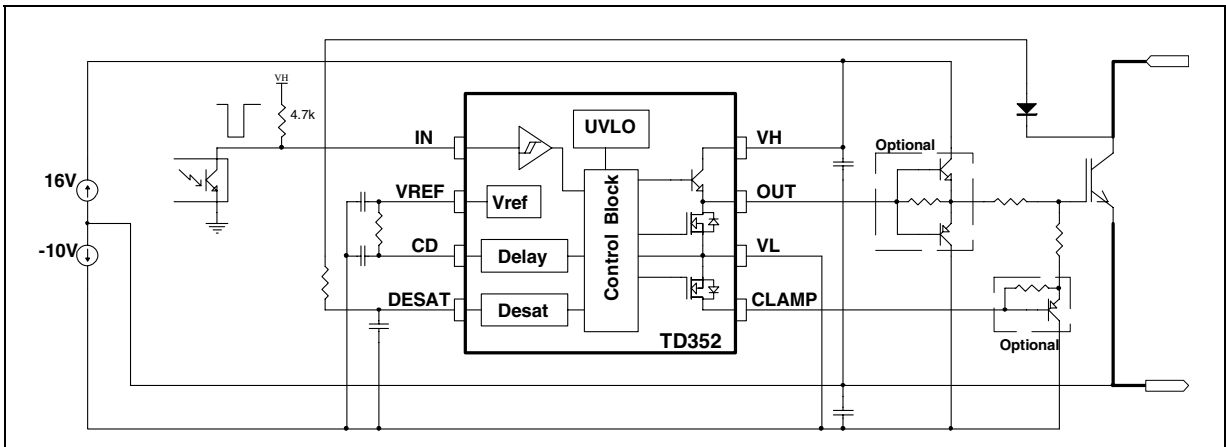 VH
4.7k
IN
UVLO
VH
Optional
16V
VREF
Vref
Control Block
OUT
-10V
CD
Delay
VL
DESAT
Desat
CLAMP
TD352
Optional